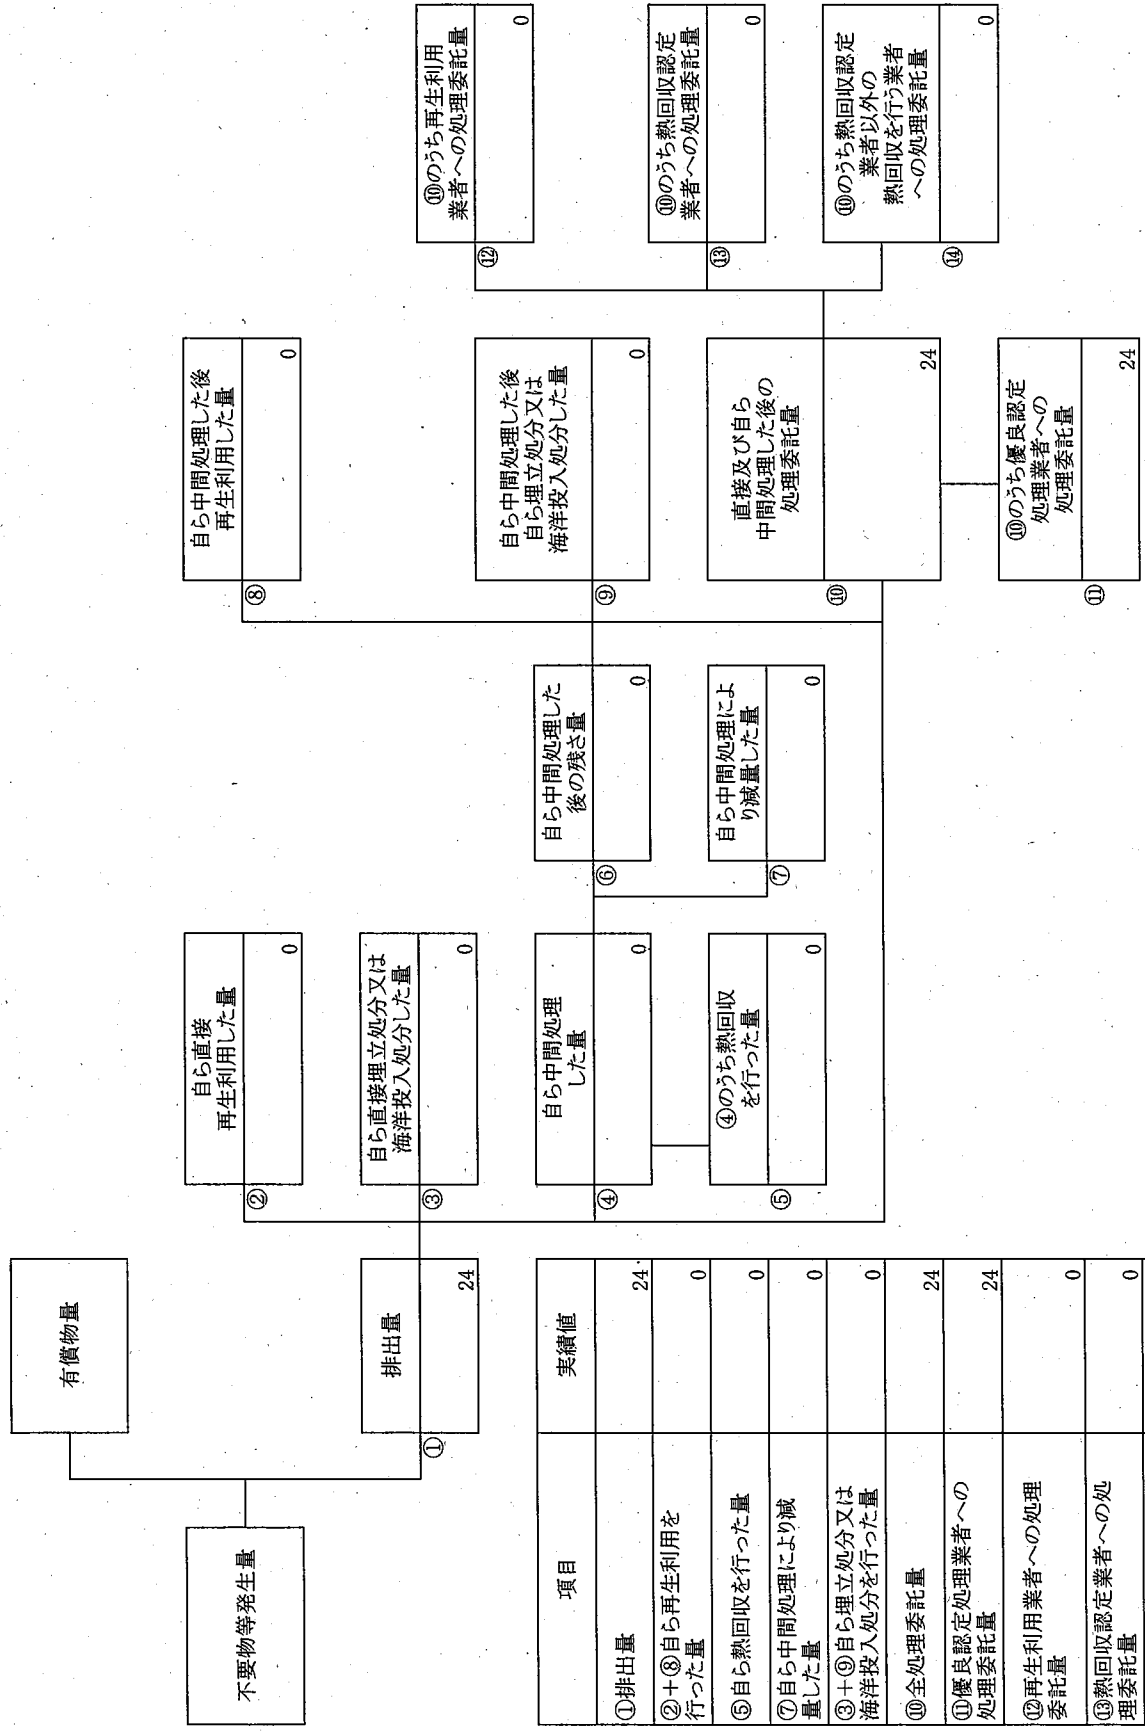 不要物等発生量
有償物量
排出量
①
24
②
自ら直接
再生利用した量
0
③
自ら直接埋立処分又は
海洋投入処分した量
0
④
自ら中間処理
した量
0
⑤
④のうち熱回収
を行った量
0
⑥
自ら中間処理した
後の残さ量
0
⑦
自ら中間処理によ
り減量した量
0
⑧
自ら中間処理した後
再生利用した量
0
⑨
自ら中間処理した後
自ら埋立処分又は
海洋投入処分した量
0
⑩
直接及び自ら
中間処理した後の
処理委託量
24
⑪
⑩のうち優良認定
処理業者への
処理委託量
24
⑫
⑩のうち再生利用
業者への処理委託量
0
⑬
⑩のうち熱回収認定
業者への処理委託量
0
⑭
⑩のうち熱回収認定
業者以外の
熱回収を行う業者
への処理委託量
0
項目 実績値
①排出量 24
②+⑧自ら再生利用を
行った量 0
⑤自ら熱回収を行った量 0
⑦自ら中間処理により減
量した量 0
③+⑨自ら埋立処分又は
海洋投入処分を行った量 0
⑩全処理委託量 24
⑪優良認定処理業者への
処理委託量 24
⑫再生利用業者への処理
委託量 0
⑬熱回収認定業者への処
理委託量 0